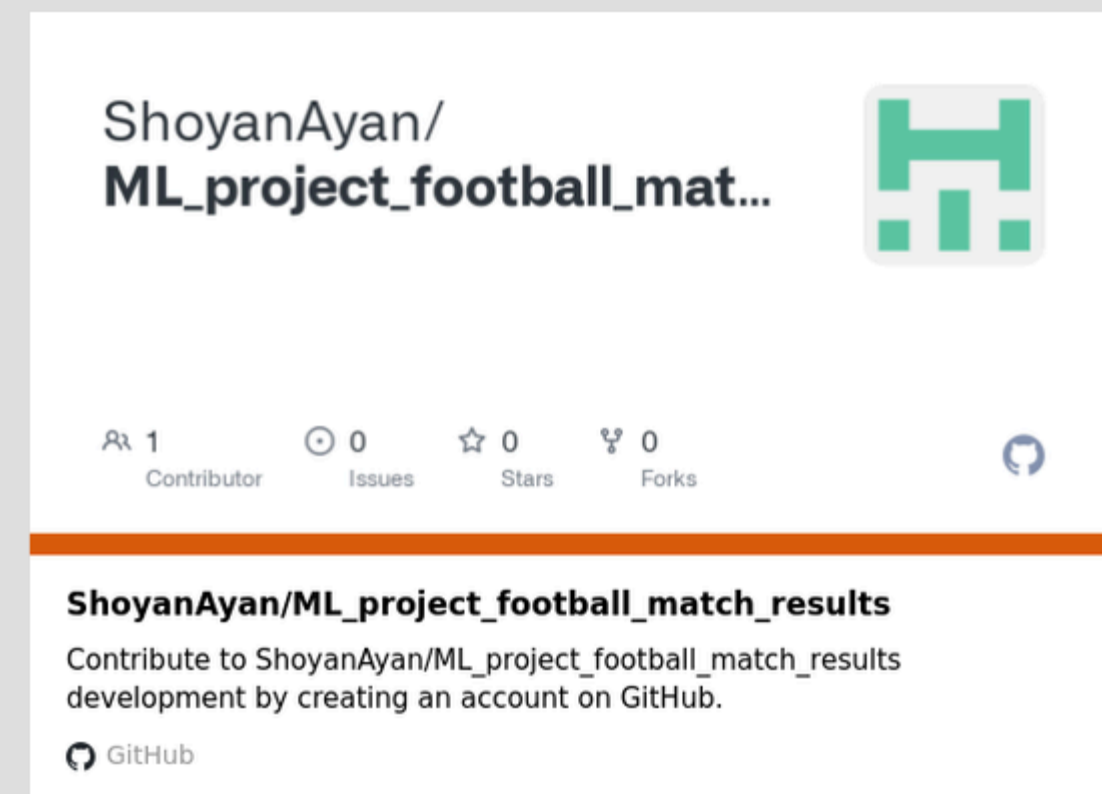 ShoyanAyan/
ML_project_football_mat...
1 0 0 0
Contributor Issues Stars Forks
ShoyanAyan/ML_project_football_match_results
Contribute to ShoyanAyan/ML_project_football_match_results
development by creating an account on GitHub.
GitHub